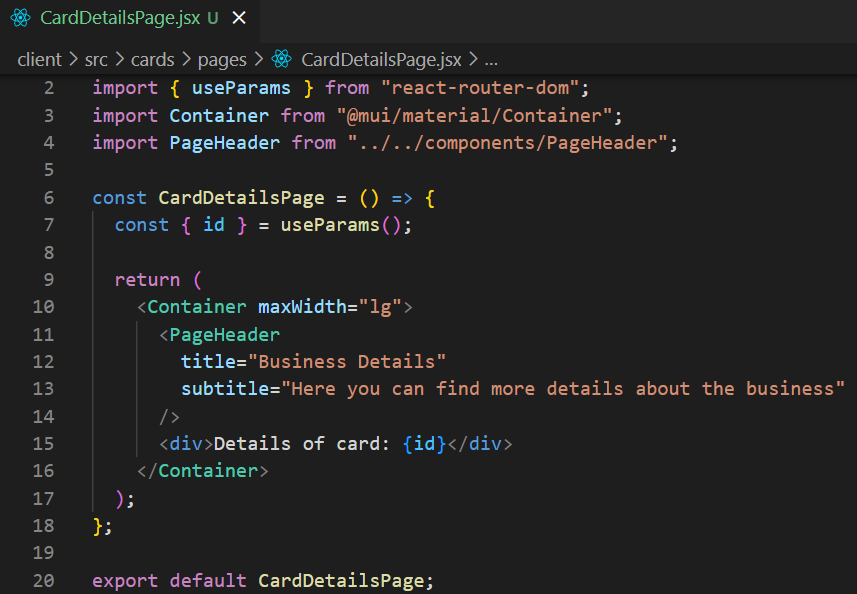 CardDetailsPage.jsx U ×
client > src > cards > pages > CardDetailsPage.jsx > ...
2 import { useParams } from "react-router-dom";
3 import Container from "@mui/material/Container";
4 import PageHeader from "../../components/PageHeader";
5
6 const CardDetailsPage = () => {
7   const { id } = useParams();
8
9   return (
10     <Container maxWidth="lg">
11       <PageHeader
12         title="Business Details"
13         subtitle="Here you can find more details about the business"
14       />
15       <div>Details of card: {id}</div>
16     </Container>
17   );
18 };
19
20 export default CardDetailsPage;